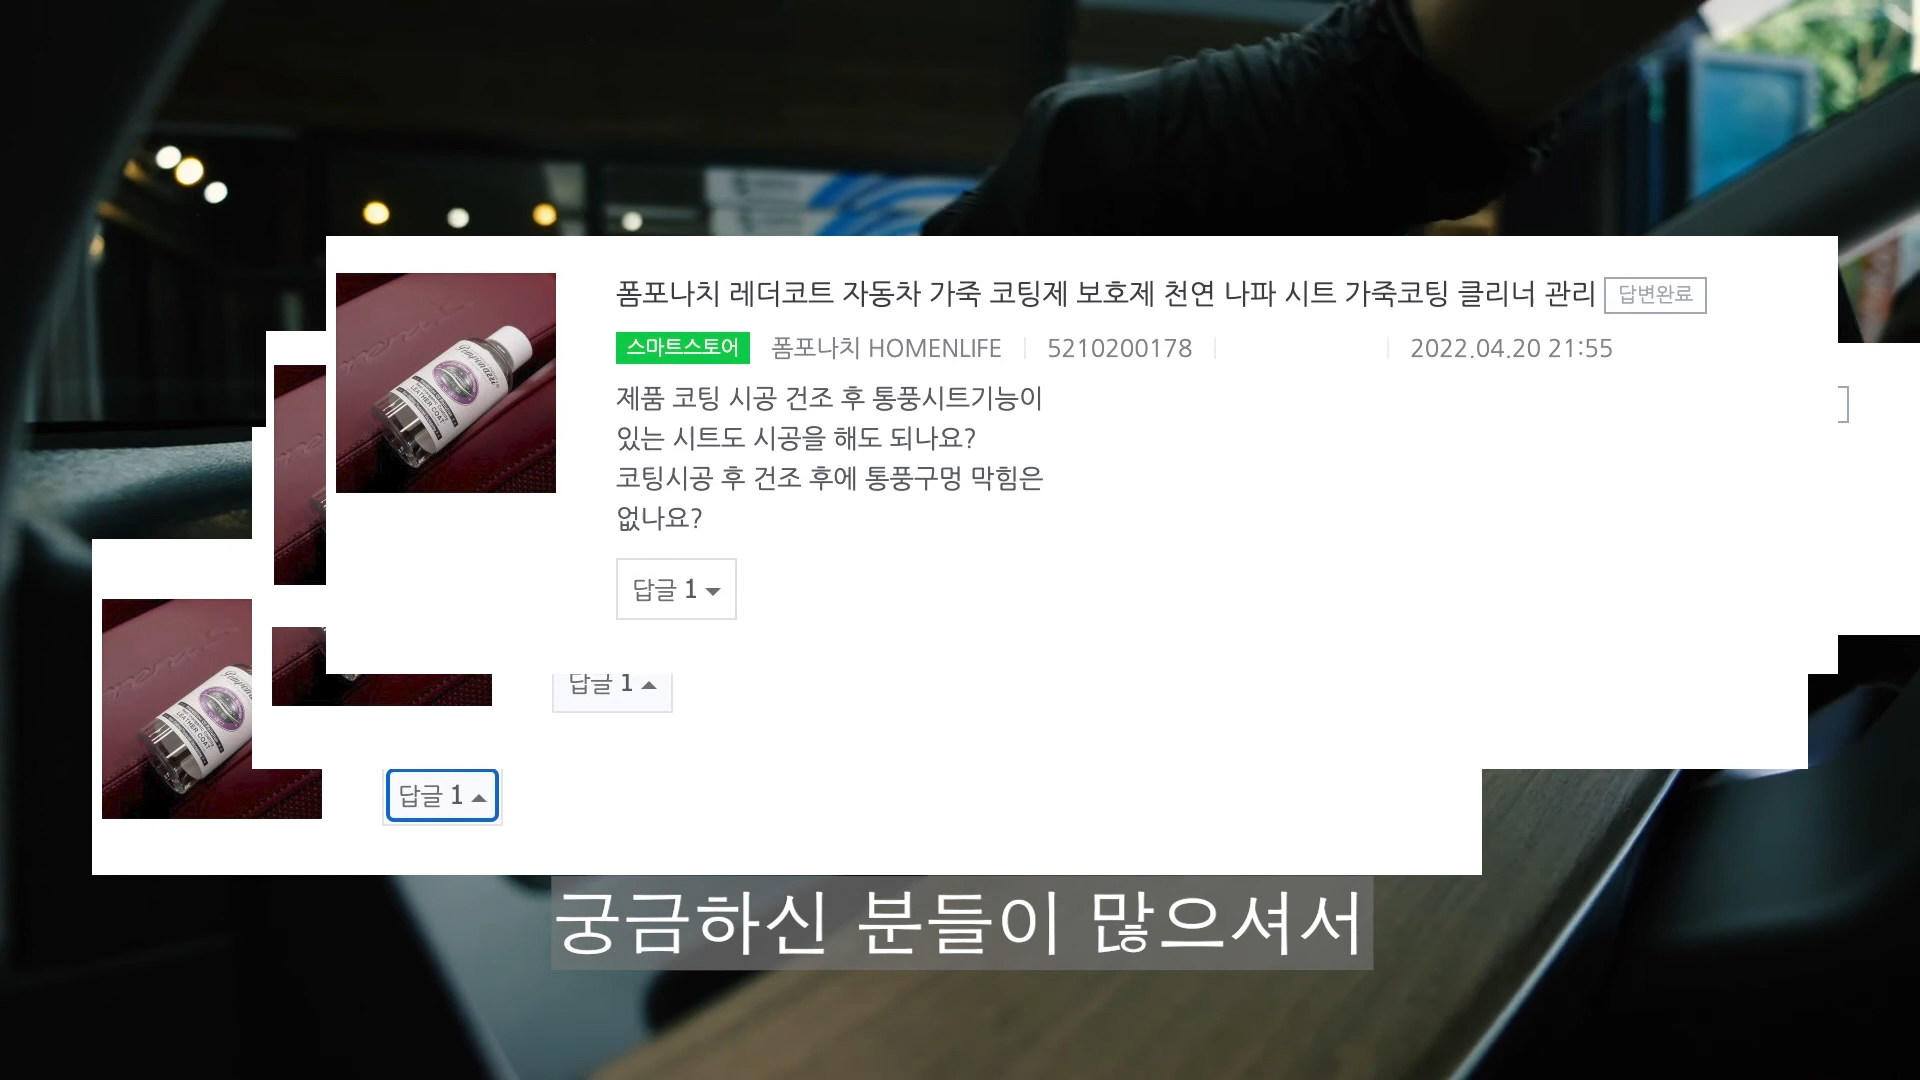 폼포나치 레더코트 자동차 가죽 코팅제 보호제 천연 나파 시트 가죽코팅 클리너 관리 답변완료
스마트스토어 폼포나치 HOMENLIFE 5210200178 2022.04.20 21:55
제품 코팅 시공 건조 후 통풍시트기능이
있는 시트도 시공을 해도 되나요?
코팅시공 후 건조 후에 통풍구멍 막힘은
없나요?
답글 1
답글 1
답글 1
LEATHER COAT
LEATHER COAT
궁금하신 분들이 많으셔서